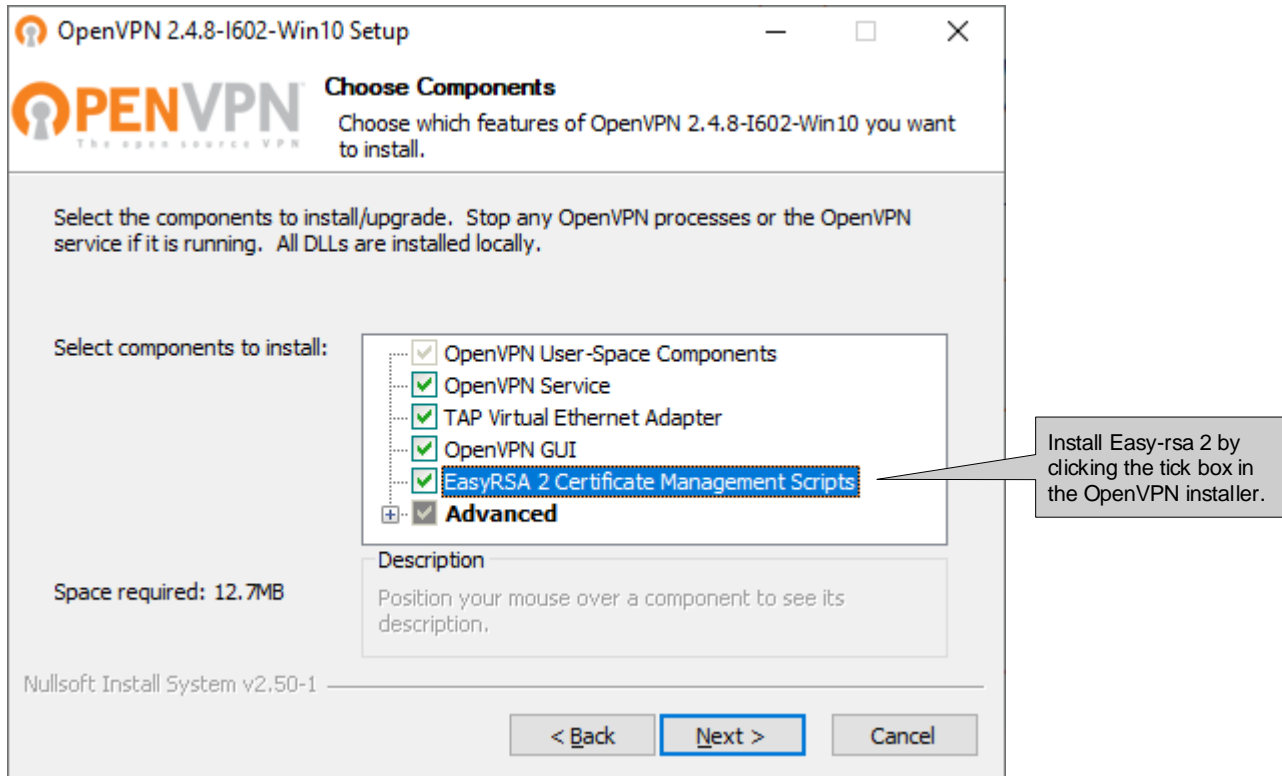 OpenVPN 2.4.8-I602-Win10 Setup
OPENVPN
The open source VPN
Choose Components
Choose which features of OpenVPN 2.4.8-I602-Win10 you want
to install.
Select the components to install/upgrade.  Stop any OpenVPN processes or the OpenVPN
service if it is running.  All DLLs are installed locally.
Select components to install:
OpenVPN User-Space Components
OpenVPN Service
TAP Virtual Ethernet Adapter
OpenVPN GUI
EasyRSA 2 Certificate Management Scripts
Advanced
Install Easy-rsa 2 by
clicking the tick box in
the OpenVPN installer.
Space required: 12.7MB
Description
Position your mouse over a component to see its
description.
Nullsoft Install System v2.50-1
< Back
Next >
Cancel